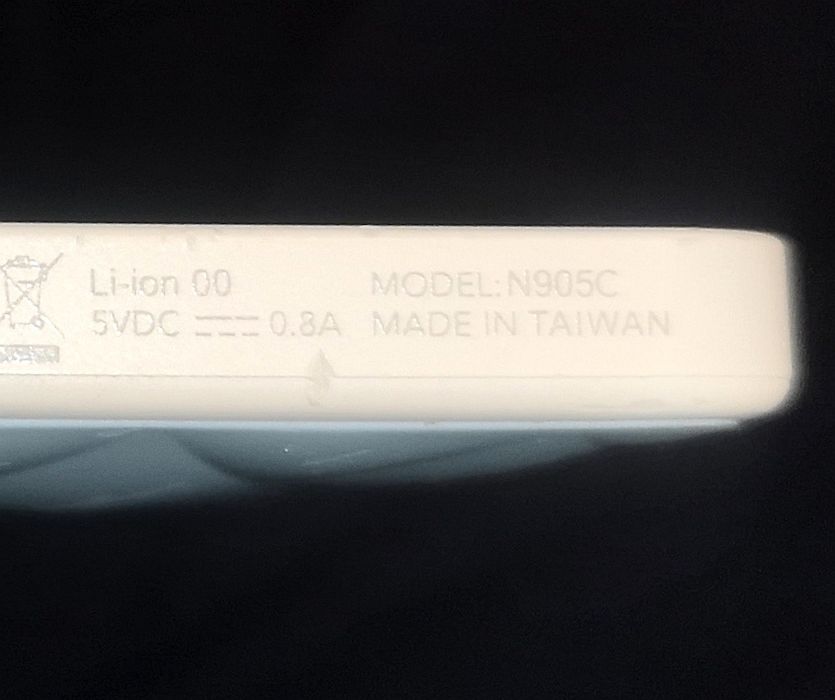 Li-ion 00
5VDC ⎓ 0.8A
MODEL: N905C
MADE IN TAIWAN